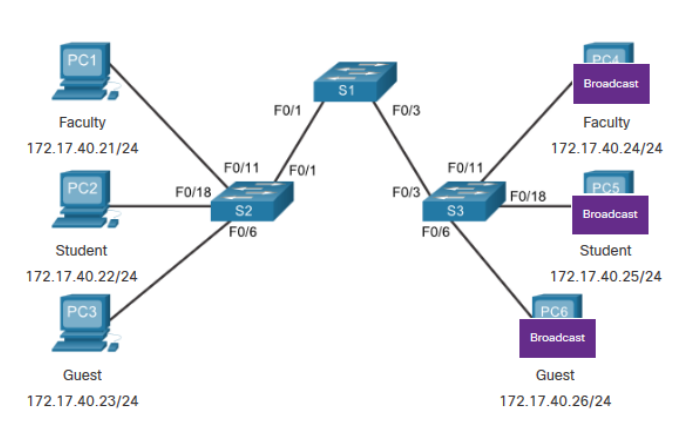 PC1
Faculty
172.17.40.21/24
PC2
Student
172.17.40.22/24
PC3
Guest
172.17.40.23/24
S1
F0/1
F0/3
F0/11
F0/1
F0/18
S2
F0/6
F0/11
F0/3
F0/18
S3
F0/6
PC4
Broadcast
Faculty
172.17.40.24/24
PC5
Broadcast
Student
172.17.40.25/24
PC6
Broadcast
Guest
172.17.40.26/24